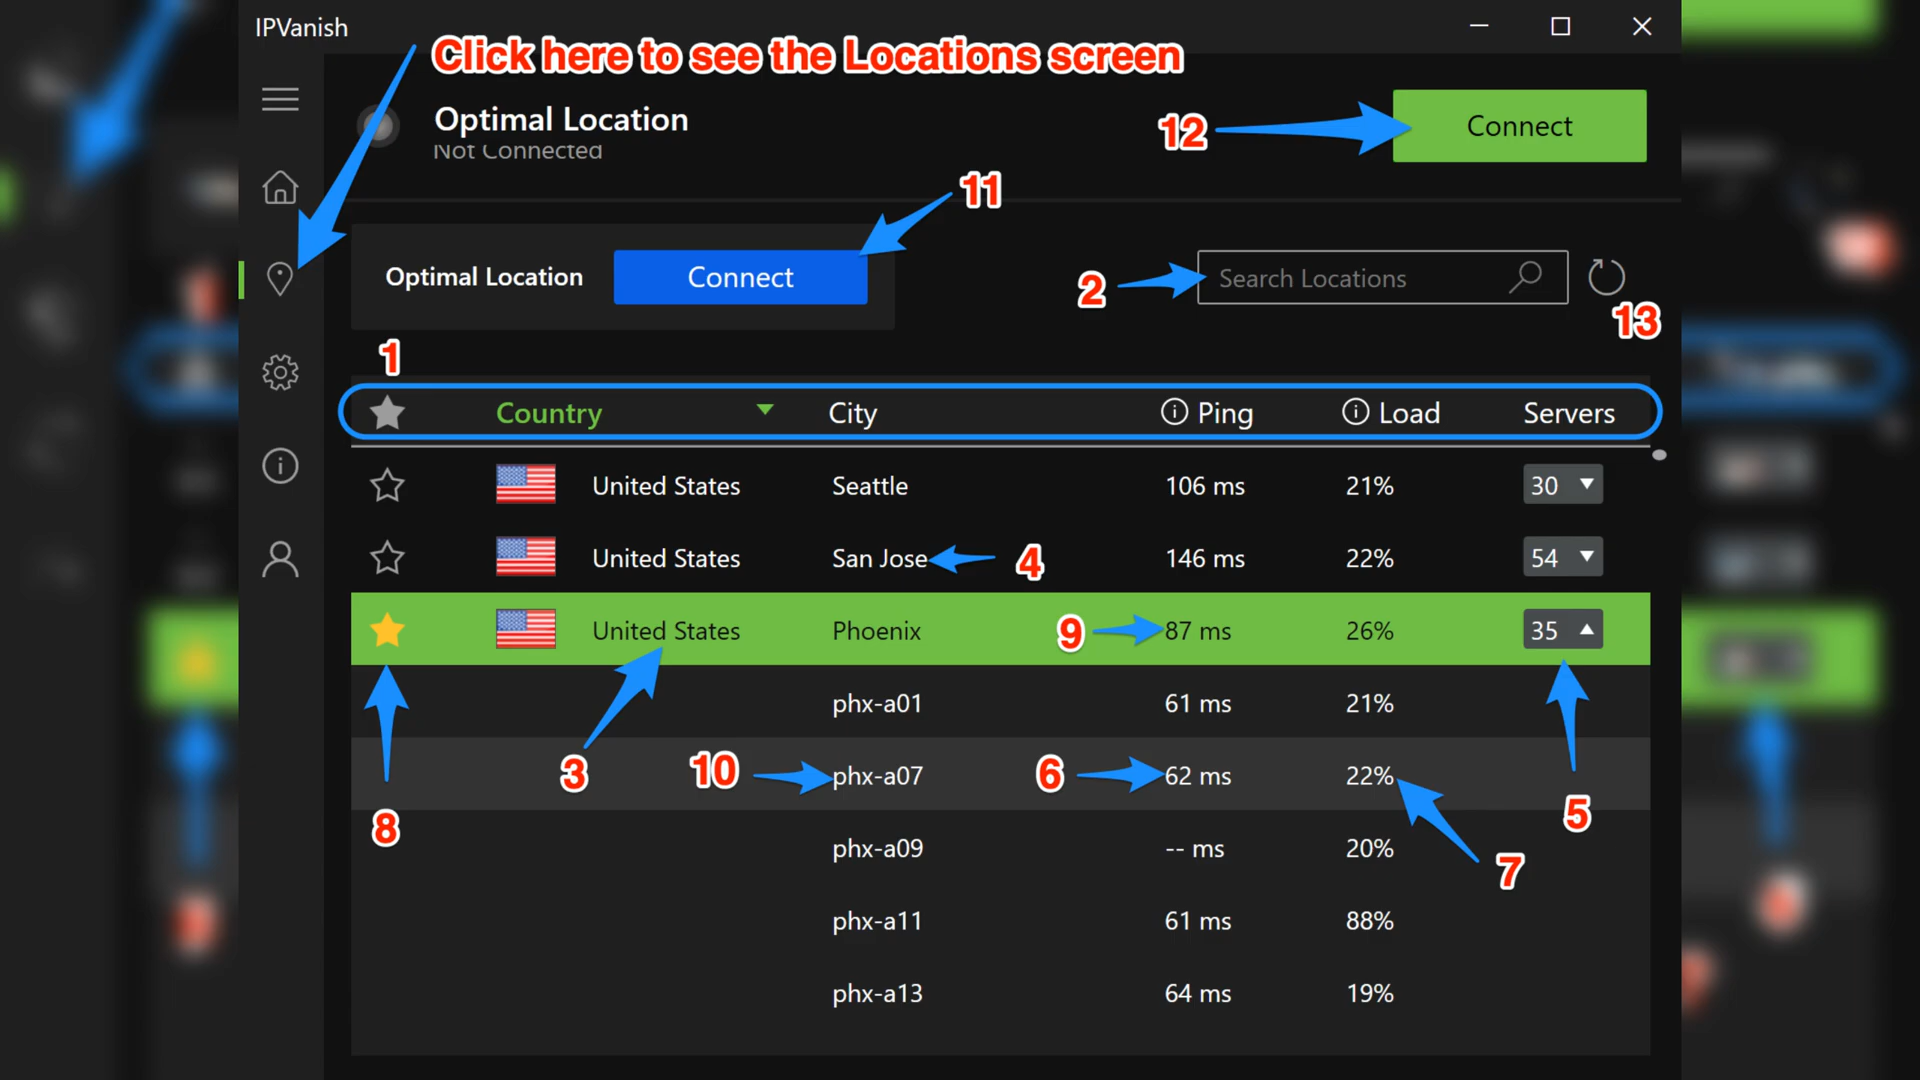 IPVanish
Click here to see the Locations screen
Optimal Location
Not Connected
12
Connect
11
Optimal Location
Connect
2
Search Locations
13
1
Country
City
Ping
Load
Servers
United States
Seattle
106 ms
21%
30
United States
San Jose
4
146 ms
22%
54
United States
Phoenix
9
87 ms
26%
35
phx-a01
61 ms
21%
3
10
phx-a07
6
62 ms
22%
5
8
phx-a09
-- ms
20%
7
phx-a11
61 ms
88%
phx-a13
64 ms
19%